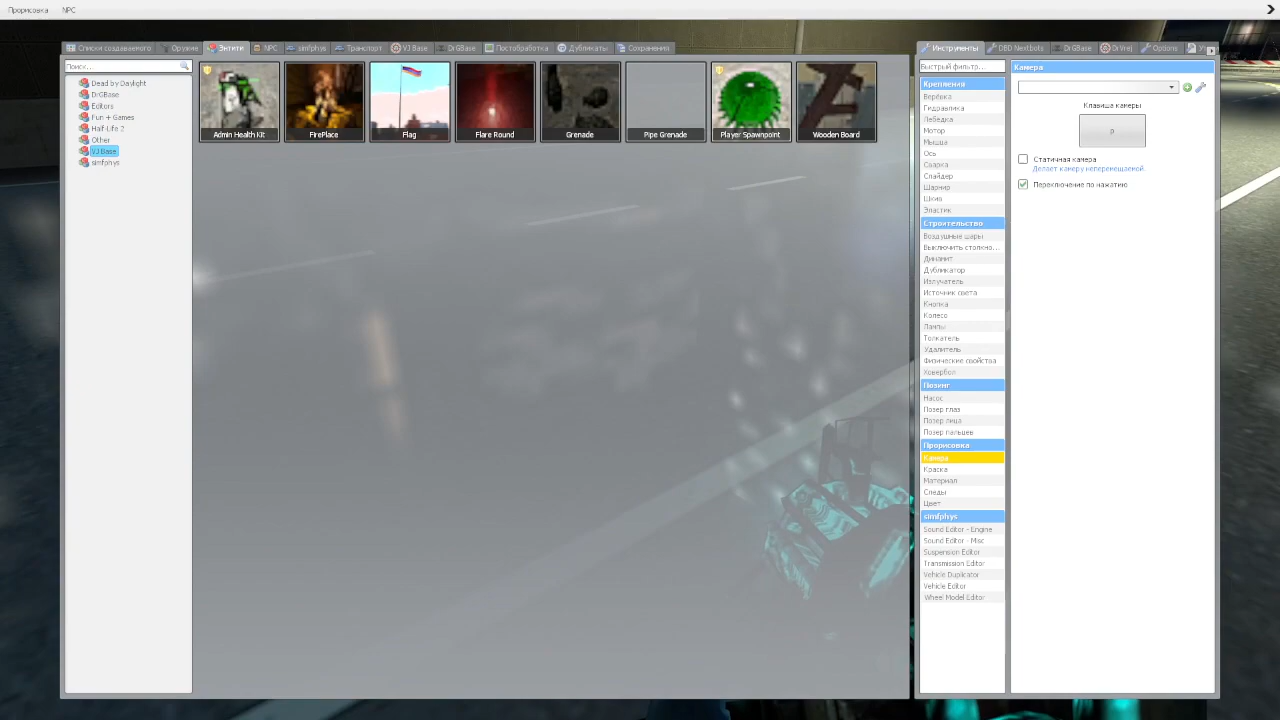 Прорисовка NPC
Списки создаваемого Оружие Энтити NPC simfphys Транспорт VJ Base DrGBase Постобработка Дубликаты Сохранения
Поиск...
Dead by Daylight
DrGBase
Editors
Fun + Games
Half-Life 2
Other
VJ Base
simfphys
Admin Health Kit FirePlace Flag Flare Round Grenade Pipe Grenade Player Spawnpoint Wooden Board
Инструменты DBD Nextbots DrGBase DrVrej Options
Быстрый фильтр...
Крепления
Верёвка
Гидравлика
Лебёдка
Мотор
Мышца
Ось
Сварка
Слайдер
Шарнир
Шкив
Эластик
Строительство
Воздушные шары
Выключить столкно...
Динамит
Дубликатор
Излучатель
Источник света
Кнопка
Колесо
Лампы
Толкатель
Удалитель
Физические свойства
Ховербол
Позинг
Насос
Позер глаз
Позер лица
Позер пальцев
Прорисовка
Камера
Краска
Материал
Следы
Цвет
simfphys
Sound Editor - Engine
Sound Editor - Misc
Suspension Editor
Transmission Editor
Vehicle Duplicator
Vehicle Editor
Wheel Model Editor
Камера
Клавиша камеры
Статичная камера
Делает камеру неперемещаемой.
Переключение по нажатию